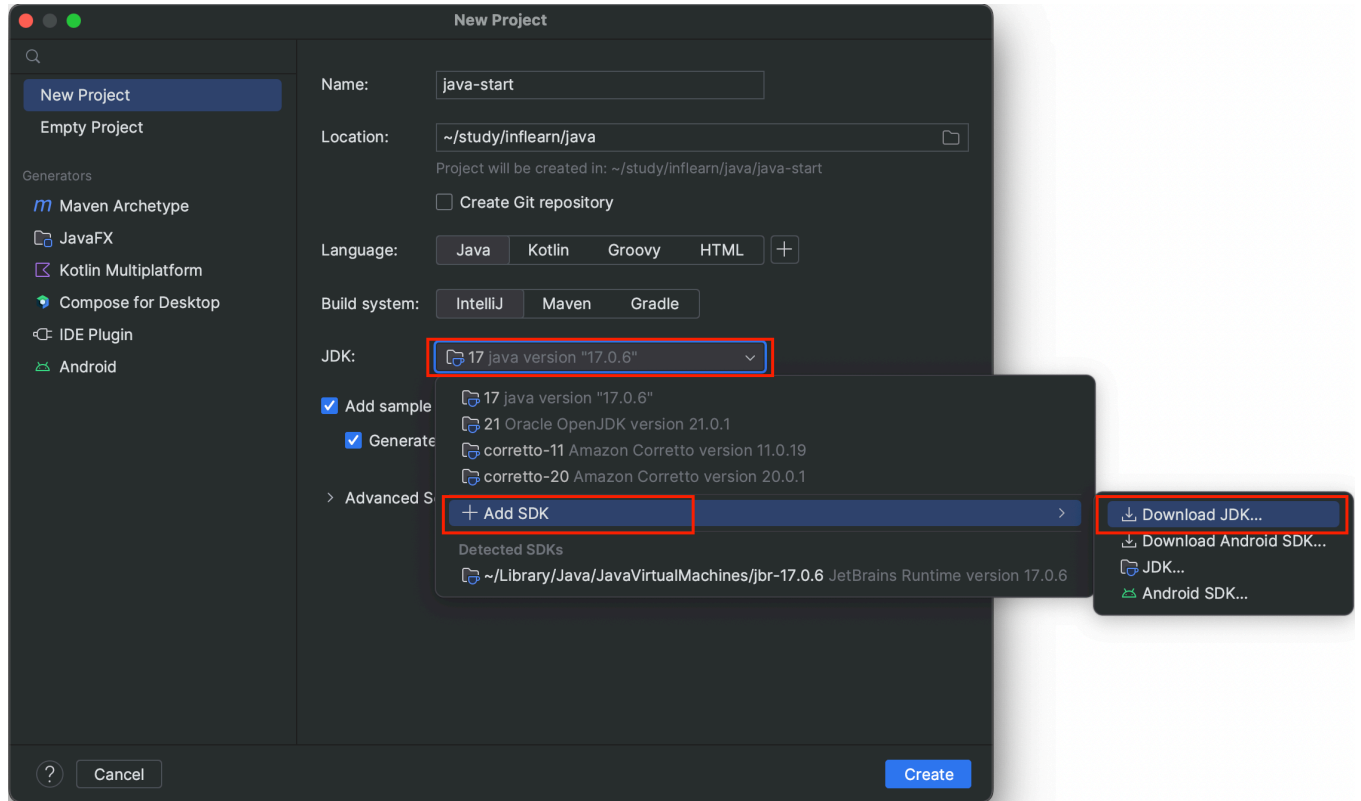 New Project
New Project
Empty Project
Generators
Maven Archetype
JavaFX
Kotlin Multiplatform
Compose for Desktop
IDE Plugin
Android
Name:
java-start
Location:
~/study/inflearn/java
Project will be created in: ~/study/inflearn/java/java-start
Create Git repository
Language:
Java Kotlin Groovy HTML
Build system:
IntelliJ Maven Gradle
JDK:
17 java version "17.0.6"
17 java version "17.0.6"
21 Oracle OpenJDK version 21.0.1
corretto-11 Amazon Corretto version 11.0.19
corretto-20 Amazon Corretto version 20.0.1
+ Add SDK
Detected SDKs
~/Library/Java/JavaVirtualMachines/jbr-17.0.6 JetBrains Runtime version 17.0.6
Download JDK...
Download Android SDK...
JDK...
Android SDK...
Add sample
Generate
Advanced S
? Cancel
Create